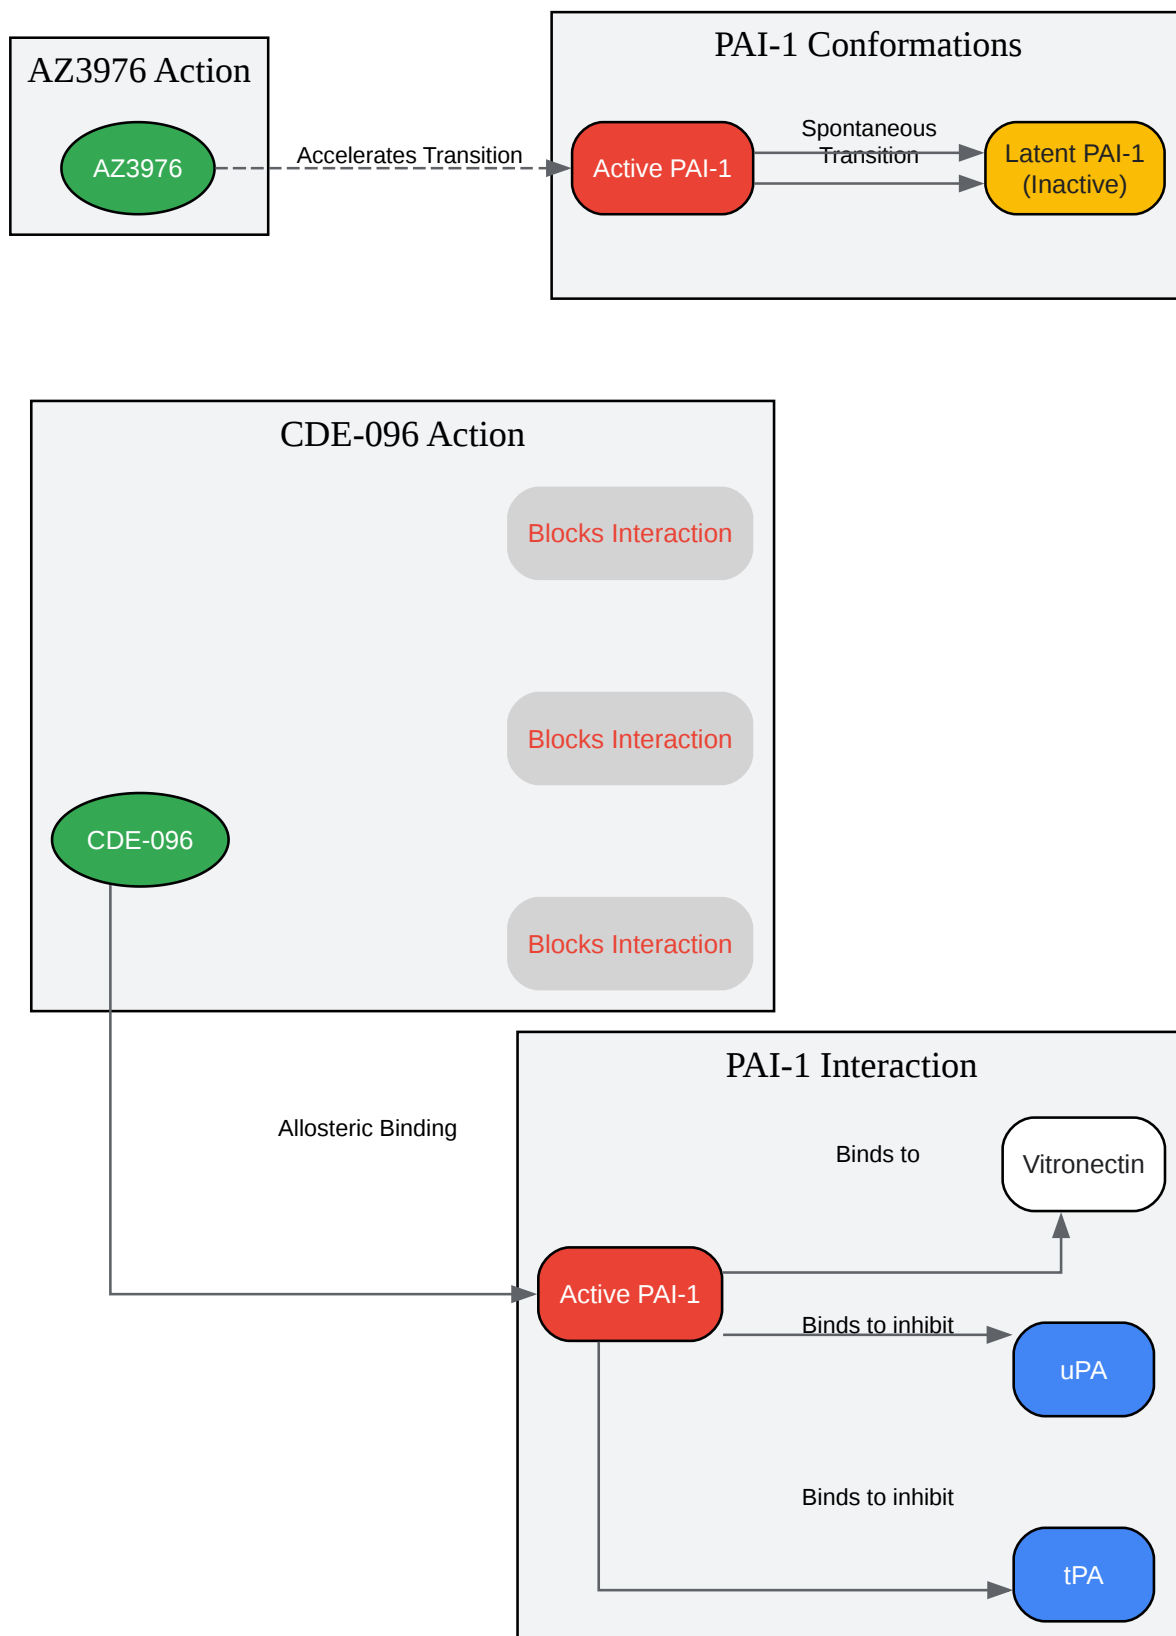 AZ3976 Action
AZ3976
Accelerates Transition
PAI-1 Conformations
Active PAI-1
Spontaneous
Transition
Latent PAI-1
(Inactive)
CDE-096 Action
Blocks Interaction
Blocks Interaction
CDE-096
Blocks Interaction
Allosteric Binding
PAI-1 Interaction
Binds to
Vitronectin
Active PAI-1
Binds to inhibit
uPA
Binds to inhibit
tPA